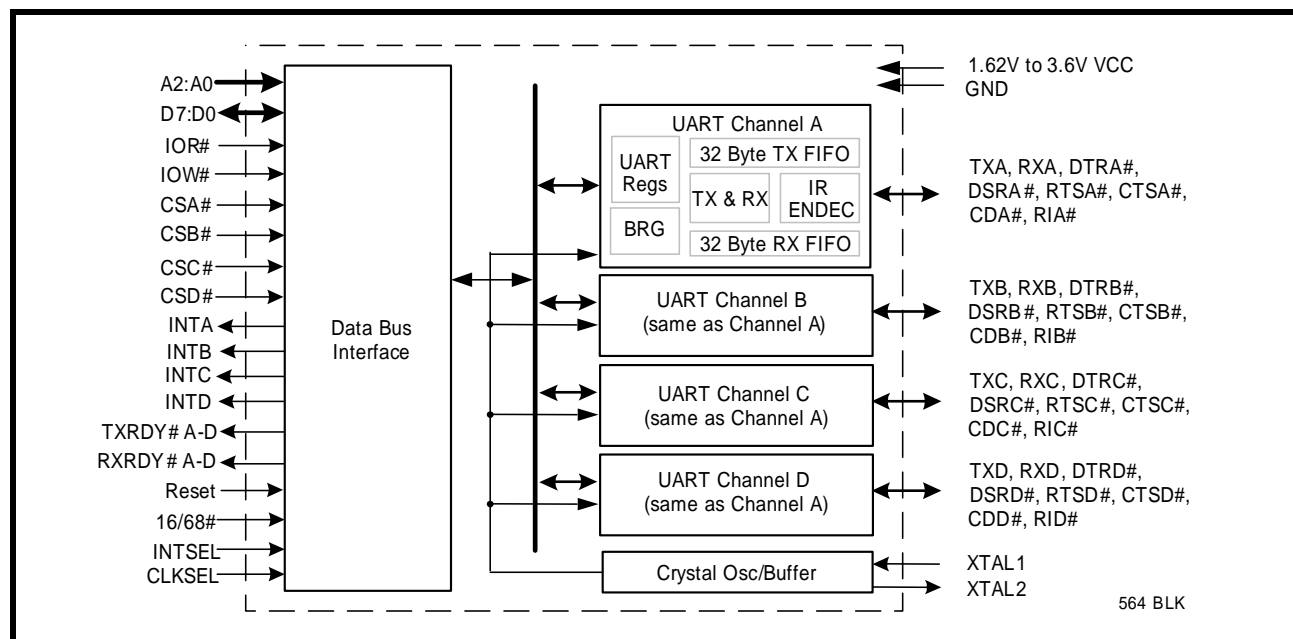 A2:A0
D7:D0
IOR#
IOW#
CSA#
CSB#
CSC#
CSD#
INTA
INTB
INTC
INTD
TXRDY# A-D
RXRDY# A-D
Reset
16/68#
INTSEL
CLKSEL
Data Bus
Interface
UART Channel A
UART
Regs
BRG
32 Byte TX FIFO
TX & RX
IR
ENDEC
32 Byte RX FIFO
UART Channel B
(same as Channel A)
UART Channel C
(same as Channel A)
UART Channel D
(same as Channel A)
Crystal Osc/Buffer
1.62V to 3.6V VCC
GND
TXA, RXA, DTRA#,
DSRA#, RTSA#, CTSA#,
CDA#, RIA#
TXB, RXB, DTRB#,
DSRB#, RTSB#, CTSB#,
CDB#, RIB#
TXC, RXC, DTRC#,
DSRC#, RTSC#, CTSC#,
CDC#, RIC#
TXD, RXD, DTRD#,
DSRD#, RTSD#, CTSD#,
CDD#, RID#
XTAL1
XTAL2
564 BLK